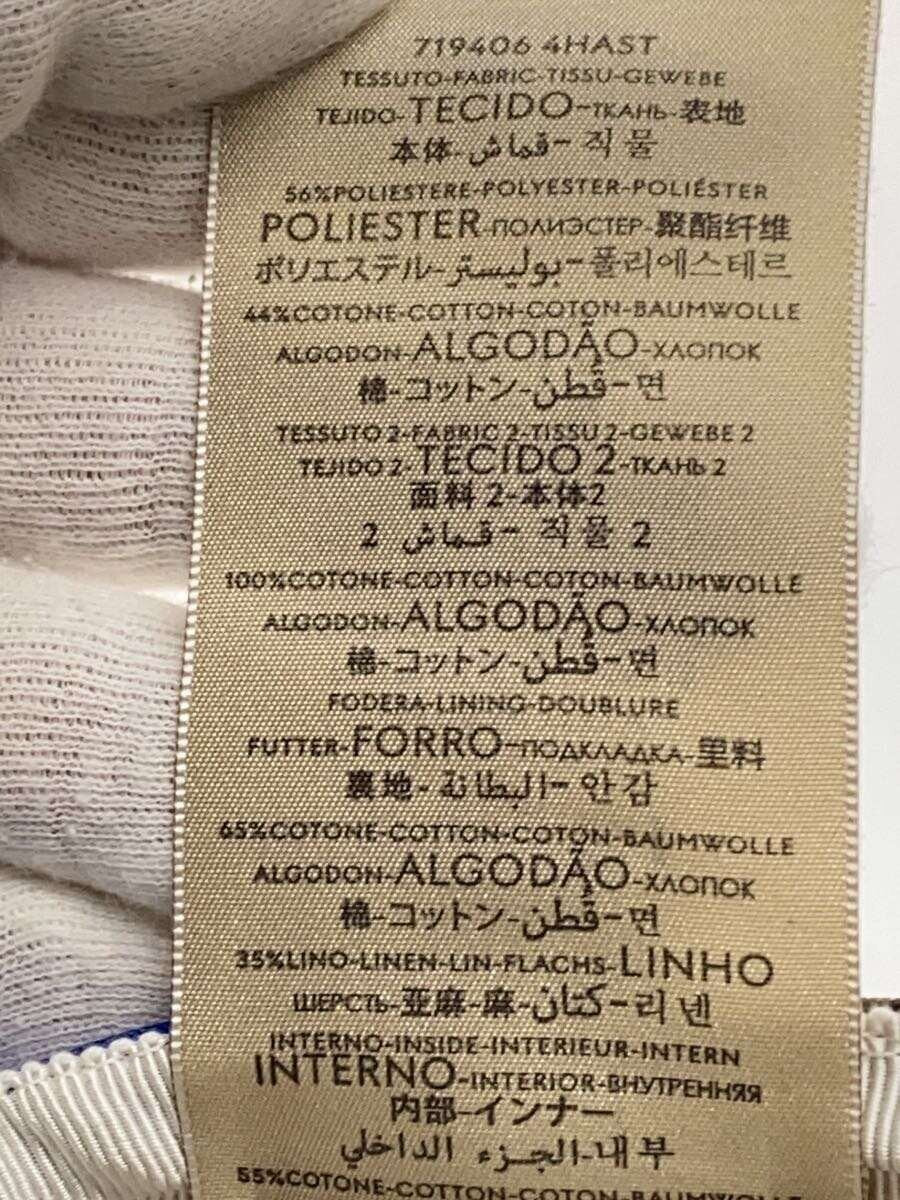 719406 4HAST
TESSUTO-FABRIC-TISSU-GEWEBE
TEJIDO-TECIDO-ТКАНЬ-表地
本体-قماش-직물
56%POLIESTERE-POLYESTER-POLIÉSTER
POLIESTER-ПОЛИЭСТЕР-聚酯纤维
ポリエステル-بوليستر-폴리에스테르
44%COTONE-COTTON-COTON-BAUMWOLLE
ALGODON-ALGODÃO-ХЛОПОК
棉-コットン-قطن-면
TESSUTO 2-FABRIC 2-TISSU 2-GEWEBE 2
TEJIDO 2-TECIDO 2-ТКАНЬ 2
面料 2-本体2
2 قماش-직물 2
100%COTONE-COTTON-COTON-BAUMWOLLE
ALGODON-ALGODÃO-ХЛОПОК
棉-コットン-قطن-면
FODERA-LINING-DOUBLURE
FUTTER-FORRO-ПОДКЛАДКА-里料
裏地-البطانة-안감
65%COTONE-COTTON-COTON-BAUMWOLLE
ALGODON-ALGODÃO-ХЛОПОК
棉-コットン-قطن-면
35%LINO-LINEN-LIN-FLACHS-LINHO
ШЕРСТЬ-亚麻-麻-كتان-리넨
INTERNO-INSIDE-INTERIEUR-INTERN
INTERNO-INTERIOR-ВНУТРЕННЯЯ
内部-インナー
الجزء الداخلي-내부
55%COTONE-COTTON-COTON-BAUMWOLLE